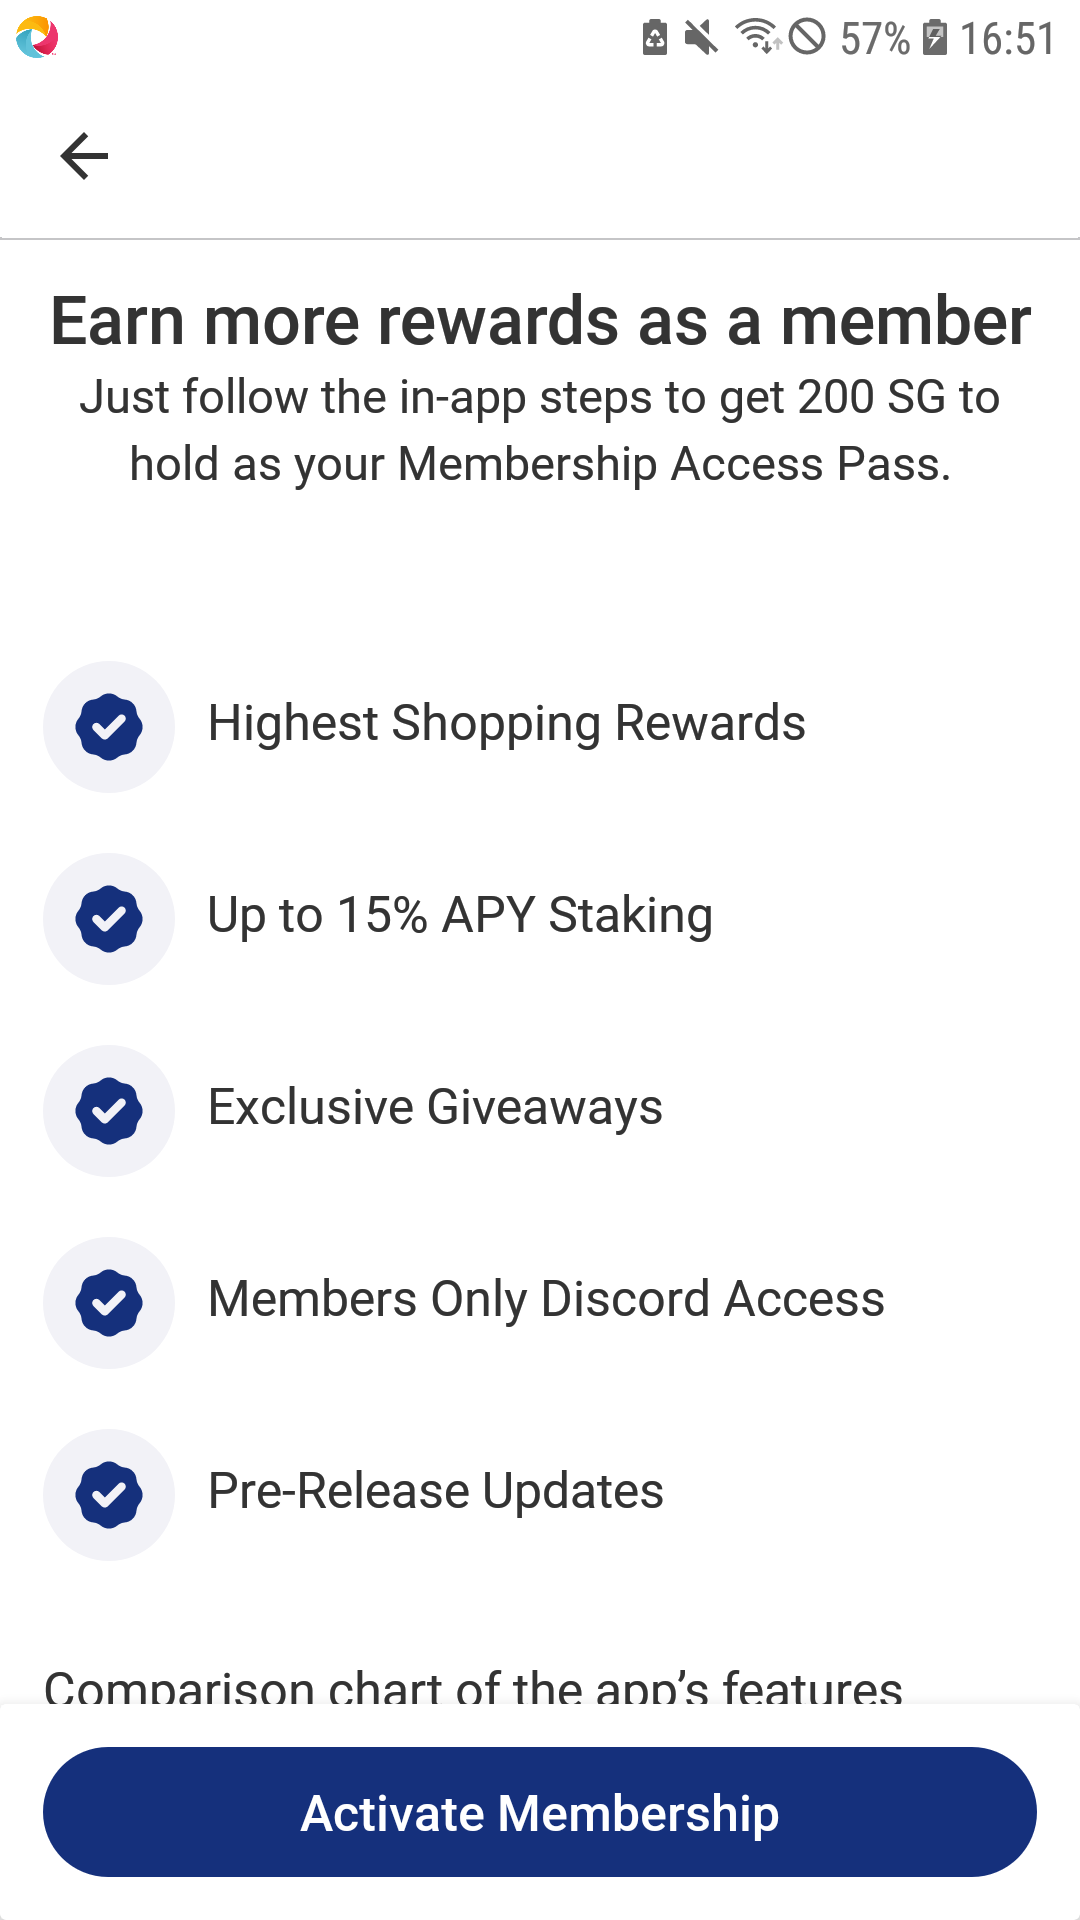 57% 16:51
Earn more rewards as a member
Just follow the in-app steps to get 200 SG to
hold as your Membership Access Pass.
Highest Shopping Rewards
Up to 15% APY Staking
Exclusive Giveaways
Members Only Discord Access
Pre-Release Updates
Comparison chart of the app’s features
Activate Membership